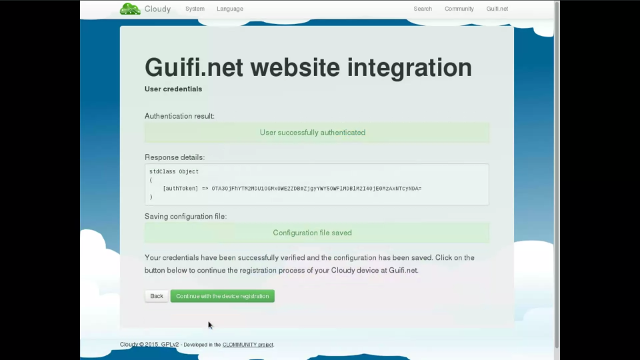 Cloudy System Language Search Community Guifi.net
Guifi.net website integration
User credentials
Authentication result:
User successfully authenticated
Response details:
stdClass Object
(
[authToken] =>
)
Saving configuration file:
Configuration file saved
Your credentials have been successfully verified and the configuration has been saved. Click on the
button below to continue the registration process of your Cloudy device at Guifi.net.
Back Continue with the device registration
Cloudy © 2015, GPLv2 - Developed in the CLOMMUNITY project.